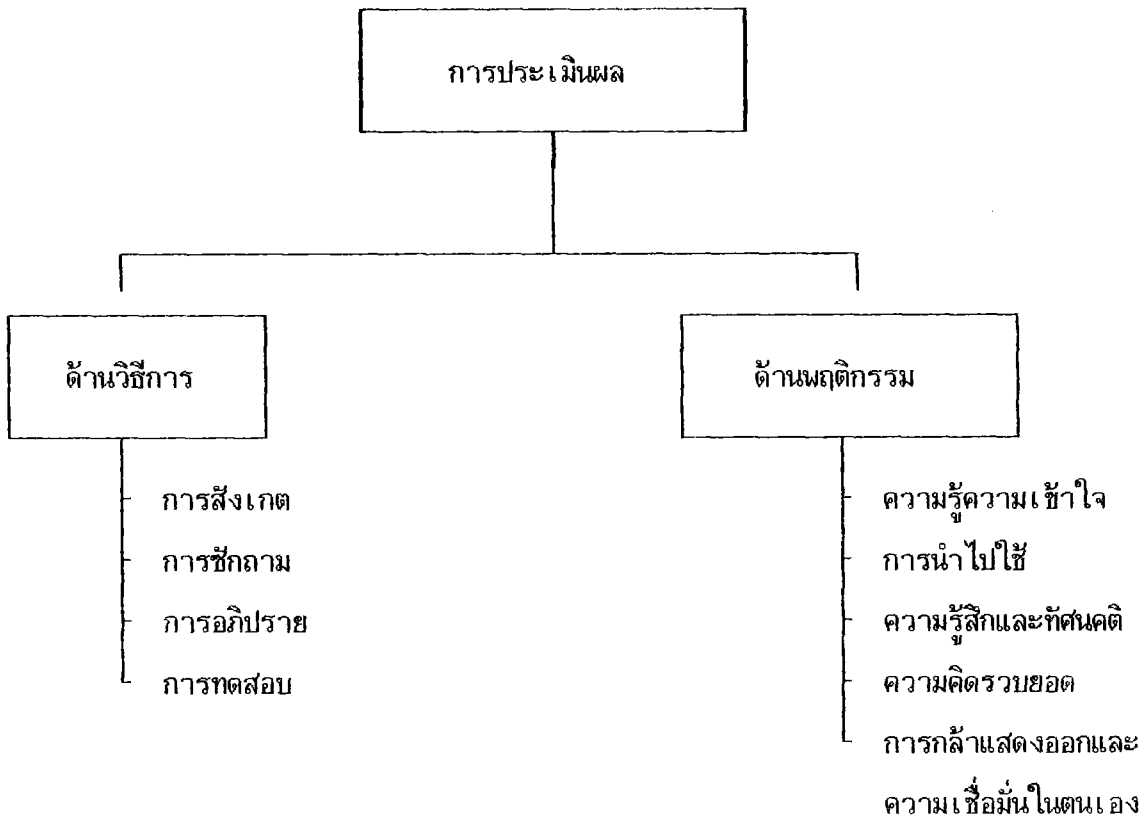 การประเมินผล
ด้านวิธีการ
การสังเกต
การซักถาม
การอภิปราย
การทดสอบ
ด้านพฤติกรรม
ความรู้ความเข้าใจ
การนำไปใช้
ความรู้สึกและทัศนคติ
ความคิดรวบยอด
การกล้าแสดงออกและ
ความเชื่อมั่นในตนเอง